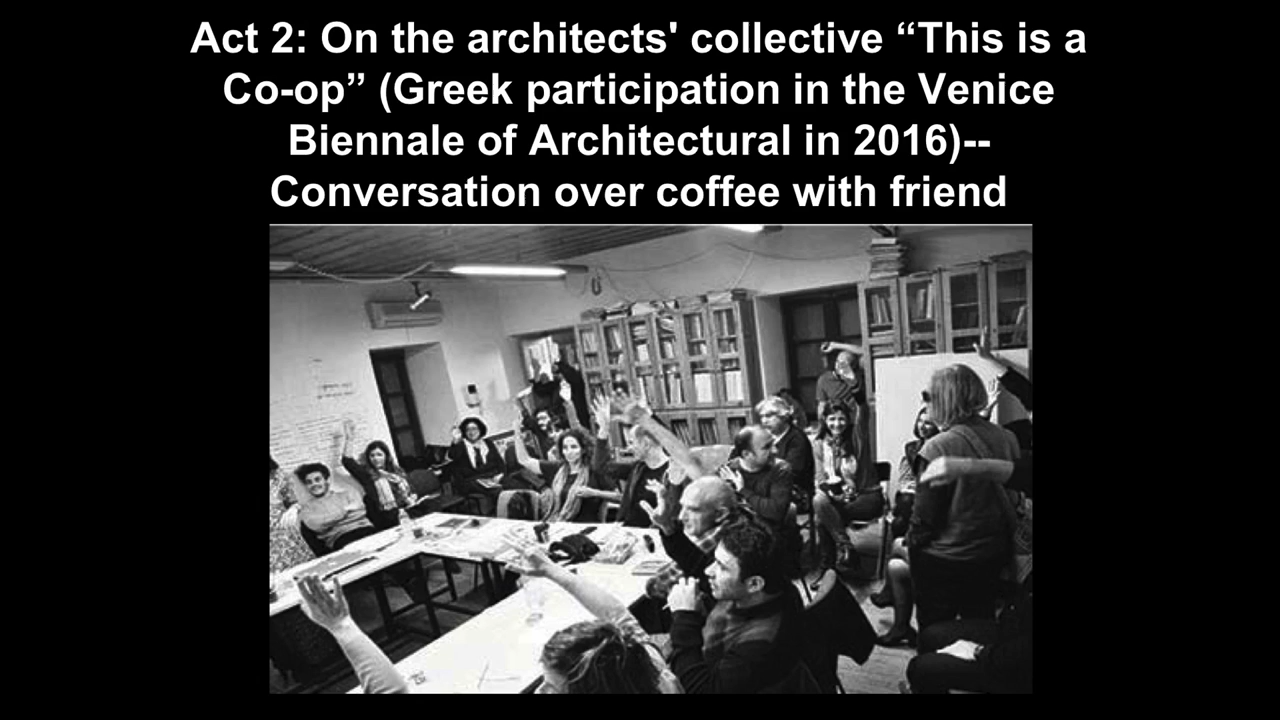 Act 2: On the architects' collective “This is a
Co-op” (Greek participation in the Venice
Biennale of Architectural in 2016)--
Conversation over coffee with friend